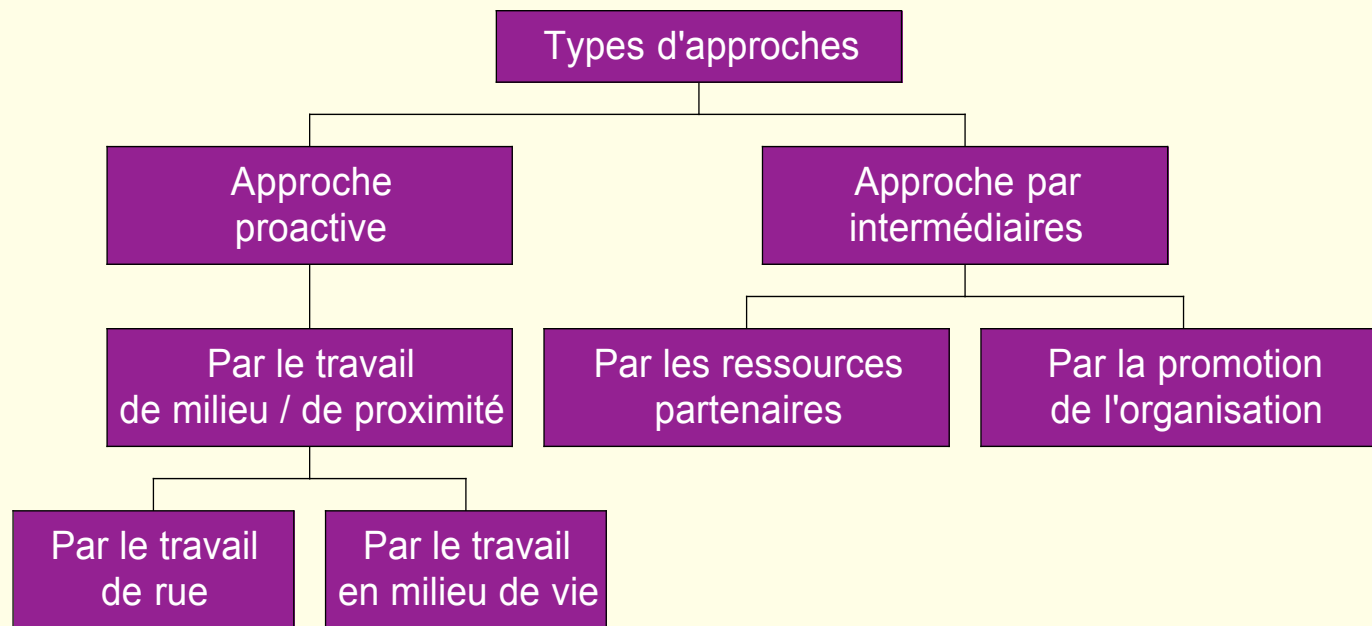 Types d'approches
Approche
proactive
Approche par
intermédiaires
Par le travail
de milieu / de proximité
Par les ressources
partenaires
Par la promotion
de l'organisation
Par le travail
de rue
Par le travail
en milieu de vie